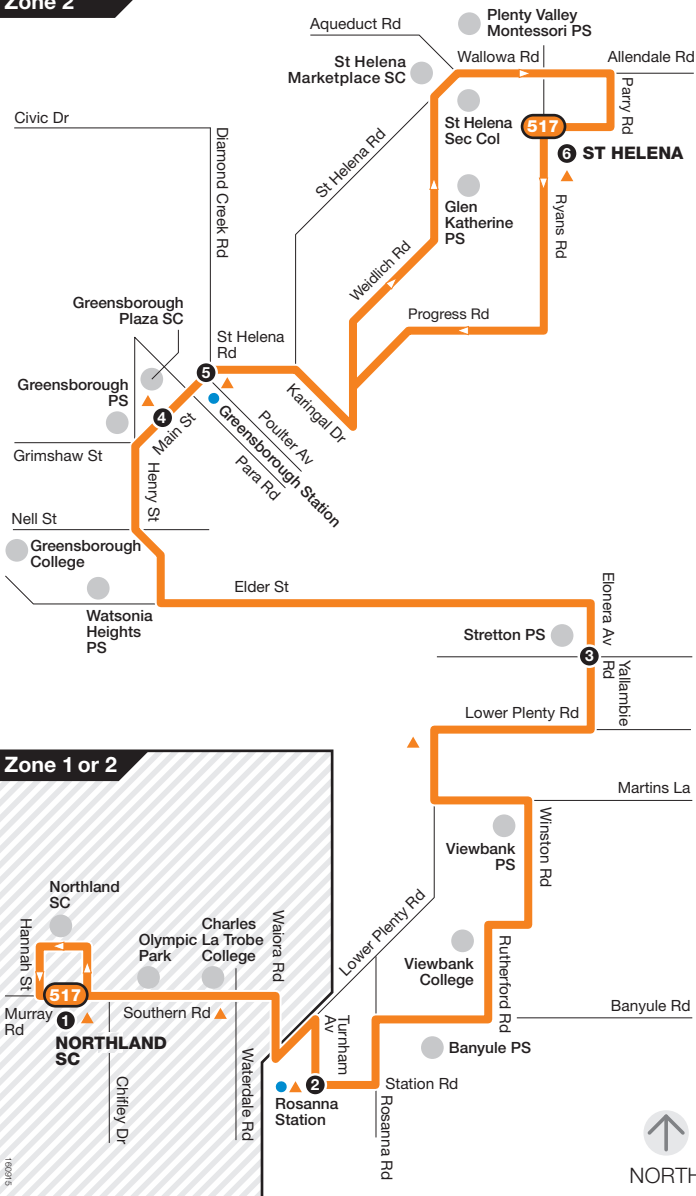 Zone 2
Aqueduct Rd
Plenty Valley
Montessori PS
St Helena
Marketplace SC
Wallowa Rd
Allendale Rd
Parry Rd
Civic Dr
Diamond Creek Rd
St Helena Rd
St Helena
Sec Col
517
6 ST HELENA
Glen
Katherine
PS
Ryans Rd
Weidlich Rd
Progress Rd
Greensborough
Plaza SC
St Helena
Rd
5
Greensborough
PS
4
Main St
Karingal Dr
Poulter Av
Greensborough Station
Para Rd
Grimshaw St
Henry St
Nell St
Greensborough
College
Watsonia
Heights
PS
Elder St
Elonera Av
Stretton PS
3
Yallambie
Rd
Lower Plenty Rd
Martins La
Winston Rd
Viewbank
PS
Zone 1 or 2
Northland
SC
Hannah St
Olympic
Park
Charles
La Trobe
College
Waiora Rd
Lower Plenty Rd
Viewbank
College
Rutherford Rd
517
Murray
Rd
1
NORTHLAND
SC
Southern Rd
Chifley Dr
Waterdale Rd
Turnham
Av
Banyule Rd
Banyule PS
2
Rosanna
Station
Station Rd
Rosanna Rd
NORTH
160915